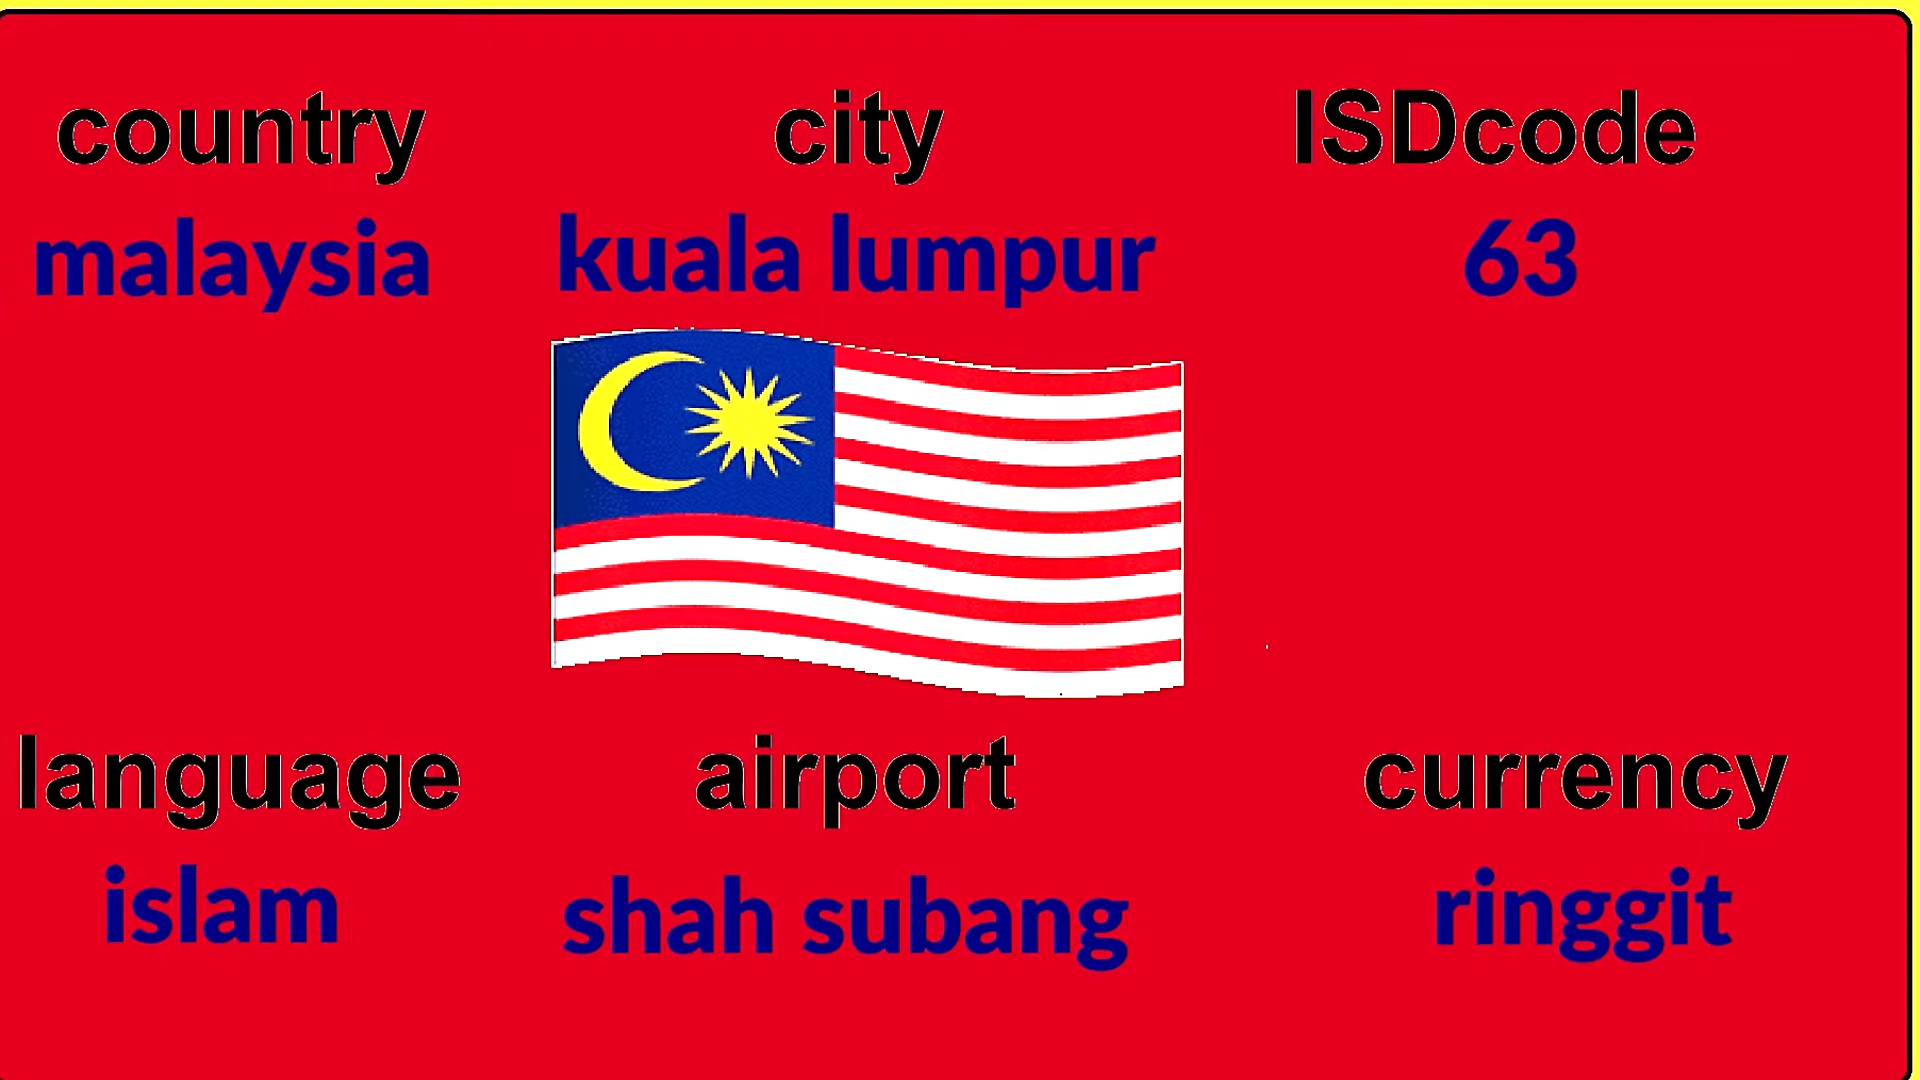 country city ISDcode
malaysia kuala lumpur 63
language airport currency
islam shah subang ringgit